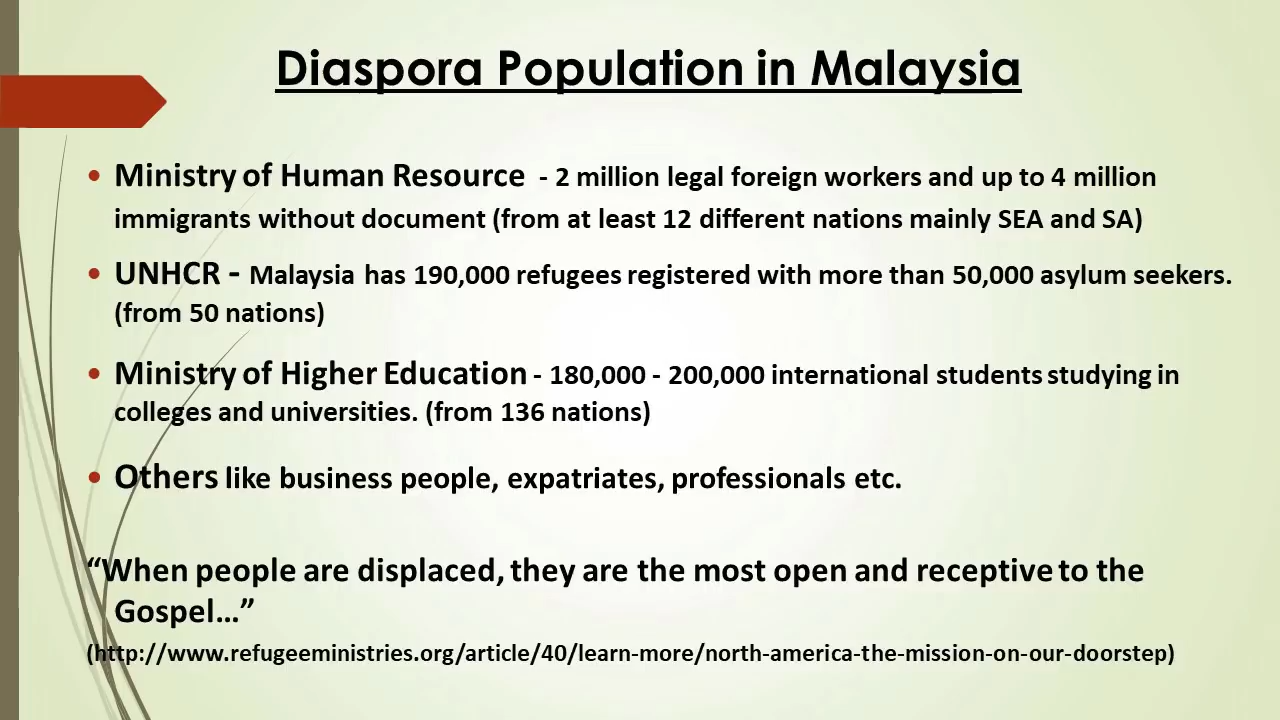 Diaspora Population in Malaysia
• Ministry of Human Resource - 2 million legal foreign workers and up to 4 million
immigrants without document (from at least 12 different nations mainly SEA and SA)
• UNHCR - Malaysia has 190,000 refugees registered with more than 50,000 asylum seekers.
(from 50 nations)
• Ministry of Higher Education - 180,000 - 200,000 international students studying in
colleges and universities. (from 136 nations)
• Others like business people, expatriates, professionals etc.
“When people are displaced, they are the most open and receptive to the
Gospel…”
(http://www.refugeeministries.org/article/40/learn-more/north-america-the-mission-on-our-doorstep)